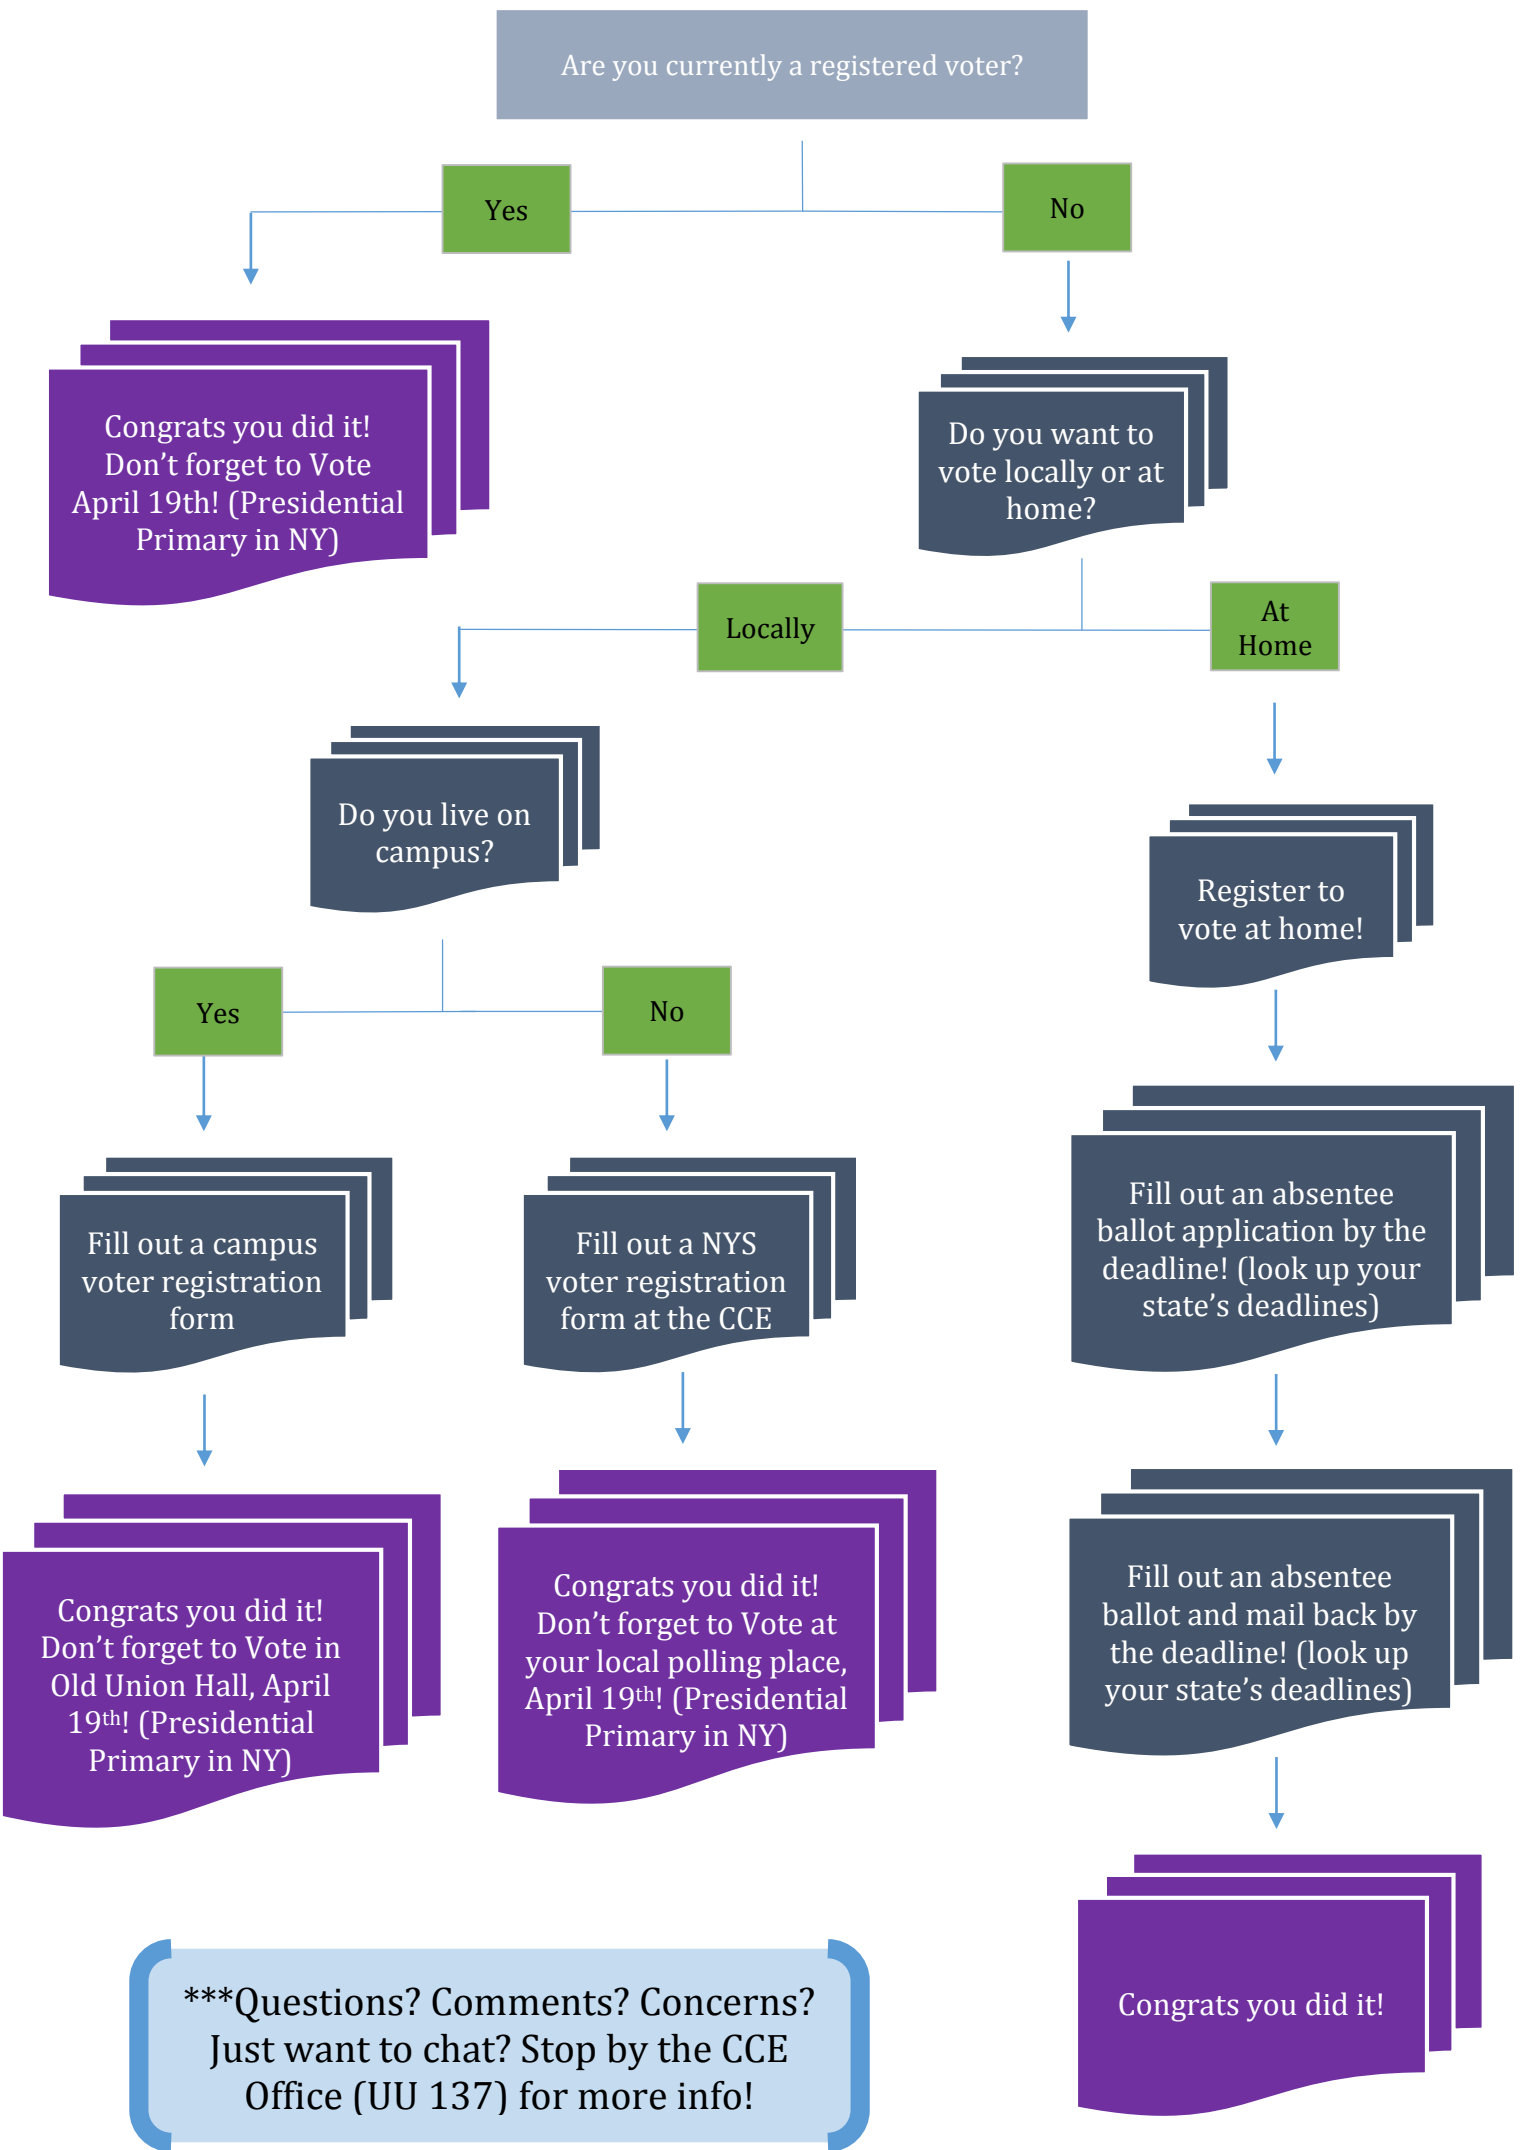 Are you currently a registered voter?
Yes
No
Congrats you did it!
Don’t forget to Vote
April 19th! (Presidential
Primary in NY)
Do you want to
vote locally or at
home?
Locally
At
Home
Do you live on
campus?
Register to
vote at home!
Yes
No
Fill out a campus
voter registration
form
Fill out a NYS
voter registration
form at the CCE
Fill out an absentee
ballot application by the
deadline! (look up your
state’s deadlines)
Congrats you did it!
Don’t forget to Vote in
Old Union Hall, April
19th! (Presidential
Primary in NY)
Congrats you did it!
Don’t forget to Vote at
your local polling place,
April 19th! (Presidential
Primary in NY)
Fill out an absentee
ballot and mail back by
the deadline! (look up
your state’s deadlines)
Congrats you did it!
***Questions? Comments? Concerns?
Just want to chat? Stop by the CCE
Office (UU 137) for more info!